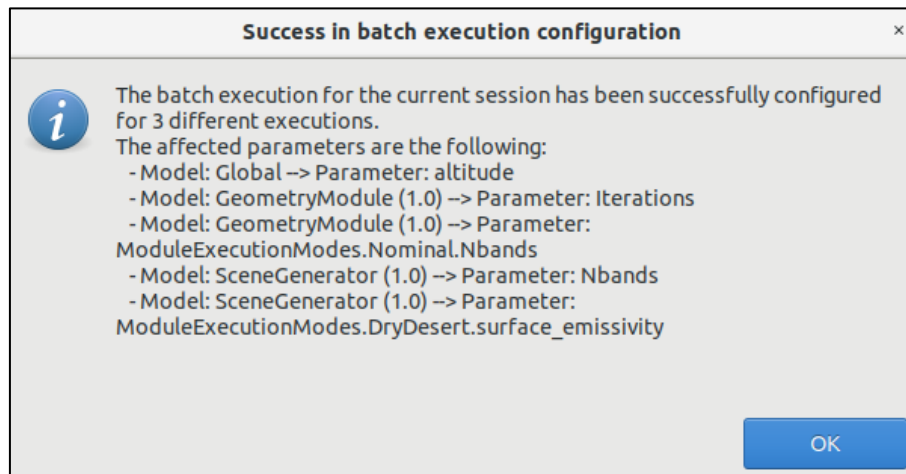 Success in batch execution configuration
×
The batch execution for the current session has been successfully configured
for 3 different executions.
The affected parameters are the following:
- Model: Global --> Parameter: altitude
- Model: GeometryModule (1.0) --> Parameter: Iterations
- Model: GeometryModule (1.0) --> Parameter:
ModuleExecutionModes.Nominal.Nbands
- Model: SceneGenerator (1.0) --> Parameter: Nbands
- Model: SceneGenerator (1.0) --> Parameter:
ModuleExecutionModes.DryDesert.surface_emissivity
OK